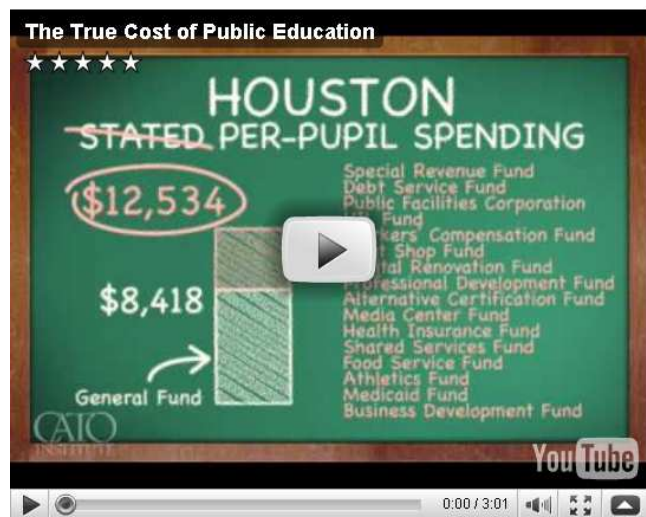 The True Cost of Public Education
HOUSTON
STATED PER-PUPIL SPENDING
$12,534
$8,418
General Fund
Special Revenue Fund
Debt Service Fund
Public Facilities Corporation
Fund
Compensation Fund
Shop Fund
Renovation Fund
Professional Development Fund
Alternative Certification Fund
Media Center Fund
Health Insurance Fund
Shared Services Fund
Food Service Fund
Athletics Fund
Medicaid Fund
Business Development Fund
CATO
INSTITUTE
YouTube
0:00 / 3:01